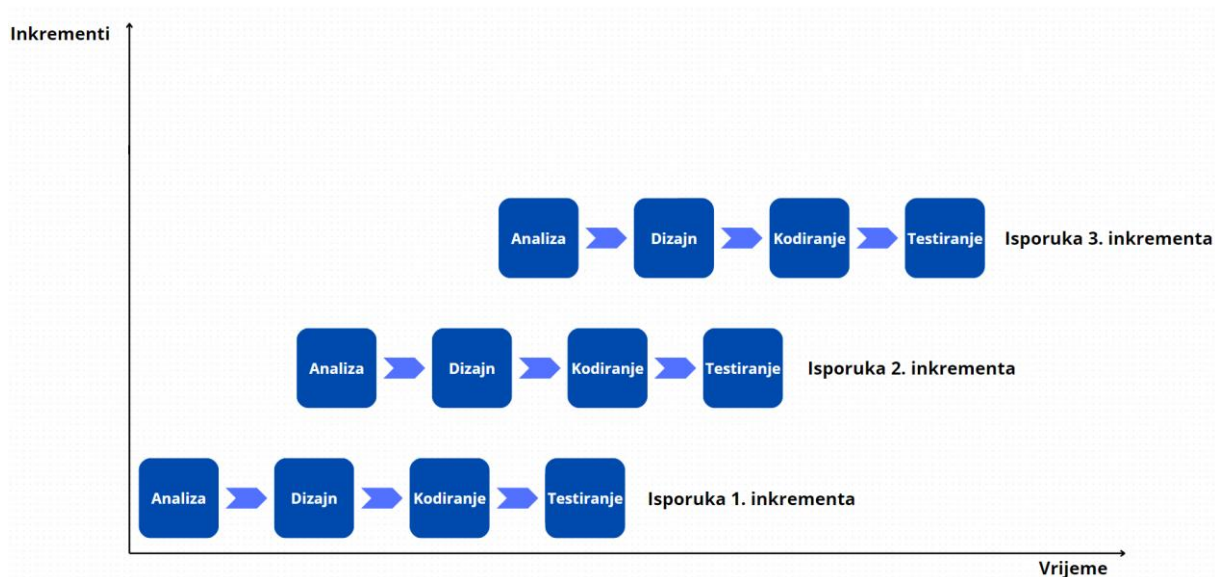 Inkrementi
Analiza Dizajn Kodiranje Testiranje Isporuka 3. inkrementa
Analiza Dizajn Kodiranje Testiranje Isporuka 2. inkrementa
Analiza Dizajn Kodiranje Testiranje Isporuka 1. inkrementa
Vrijeme